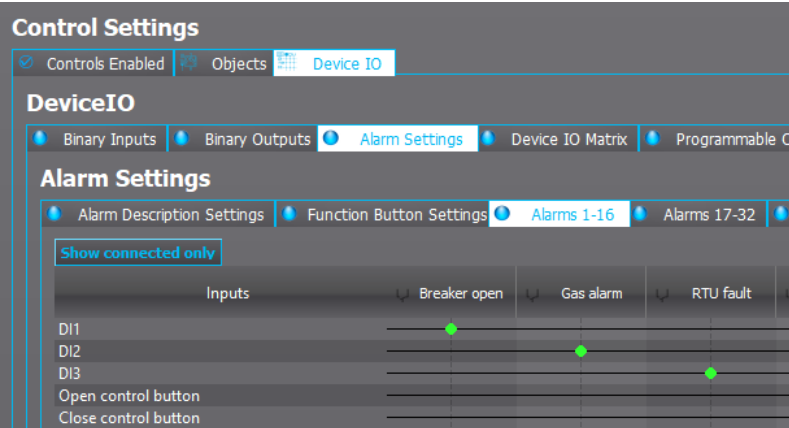 Control Settings
Controls Enabled Objects Device IO
DeviceIO
Binary Inputs Binary Outputs Alarm Settings Device IO Matrix Programmable
Alarm Settings
Alarm Description Settings Function Button Settings Alarms 1-16 Alarms 17-32
Show connected only
Inputs Breaker open Gas alarm RTU fault
DI1
DI2
DI3
Open control button
Close control button